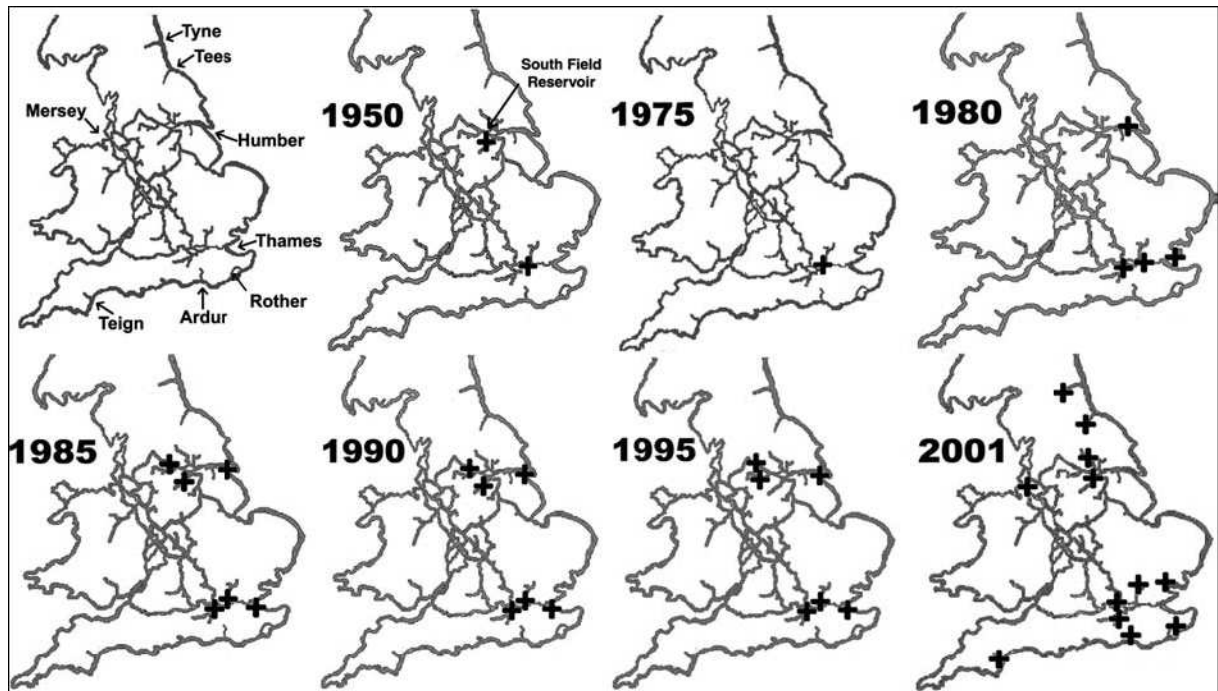 Tyne
Tees
Mersey
Humber
Thames
Rother
Ardur
Teign
South Field
Reservoir
1950
1975
1980
1985
1990
1995
2001